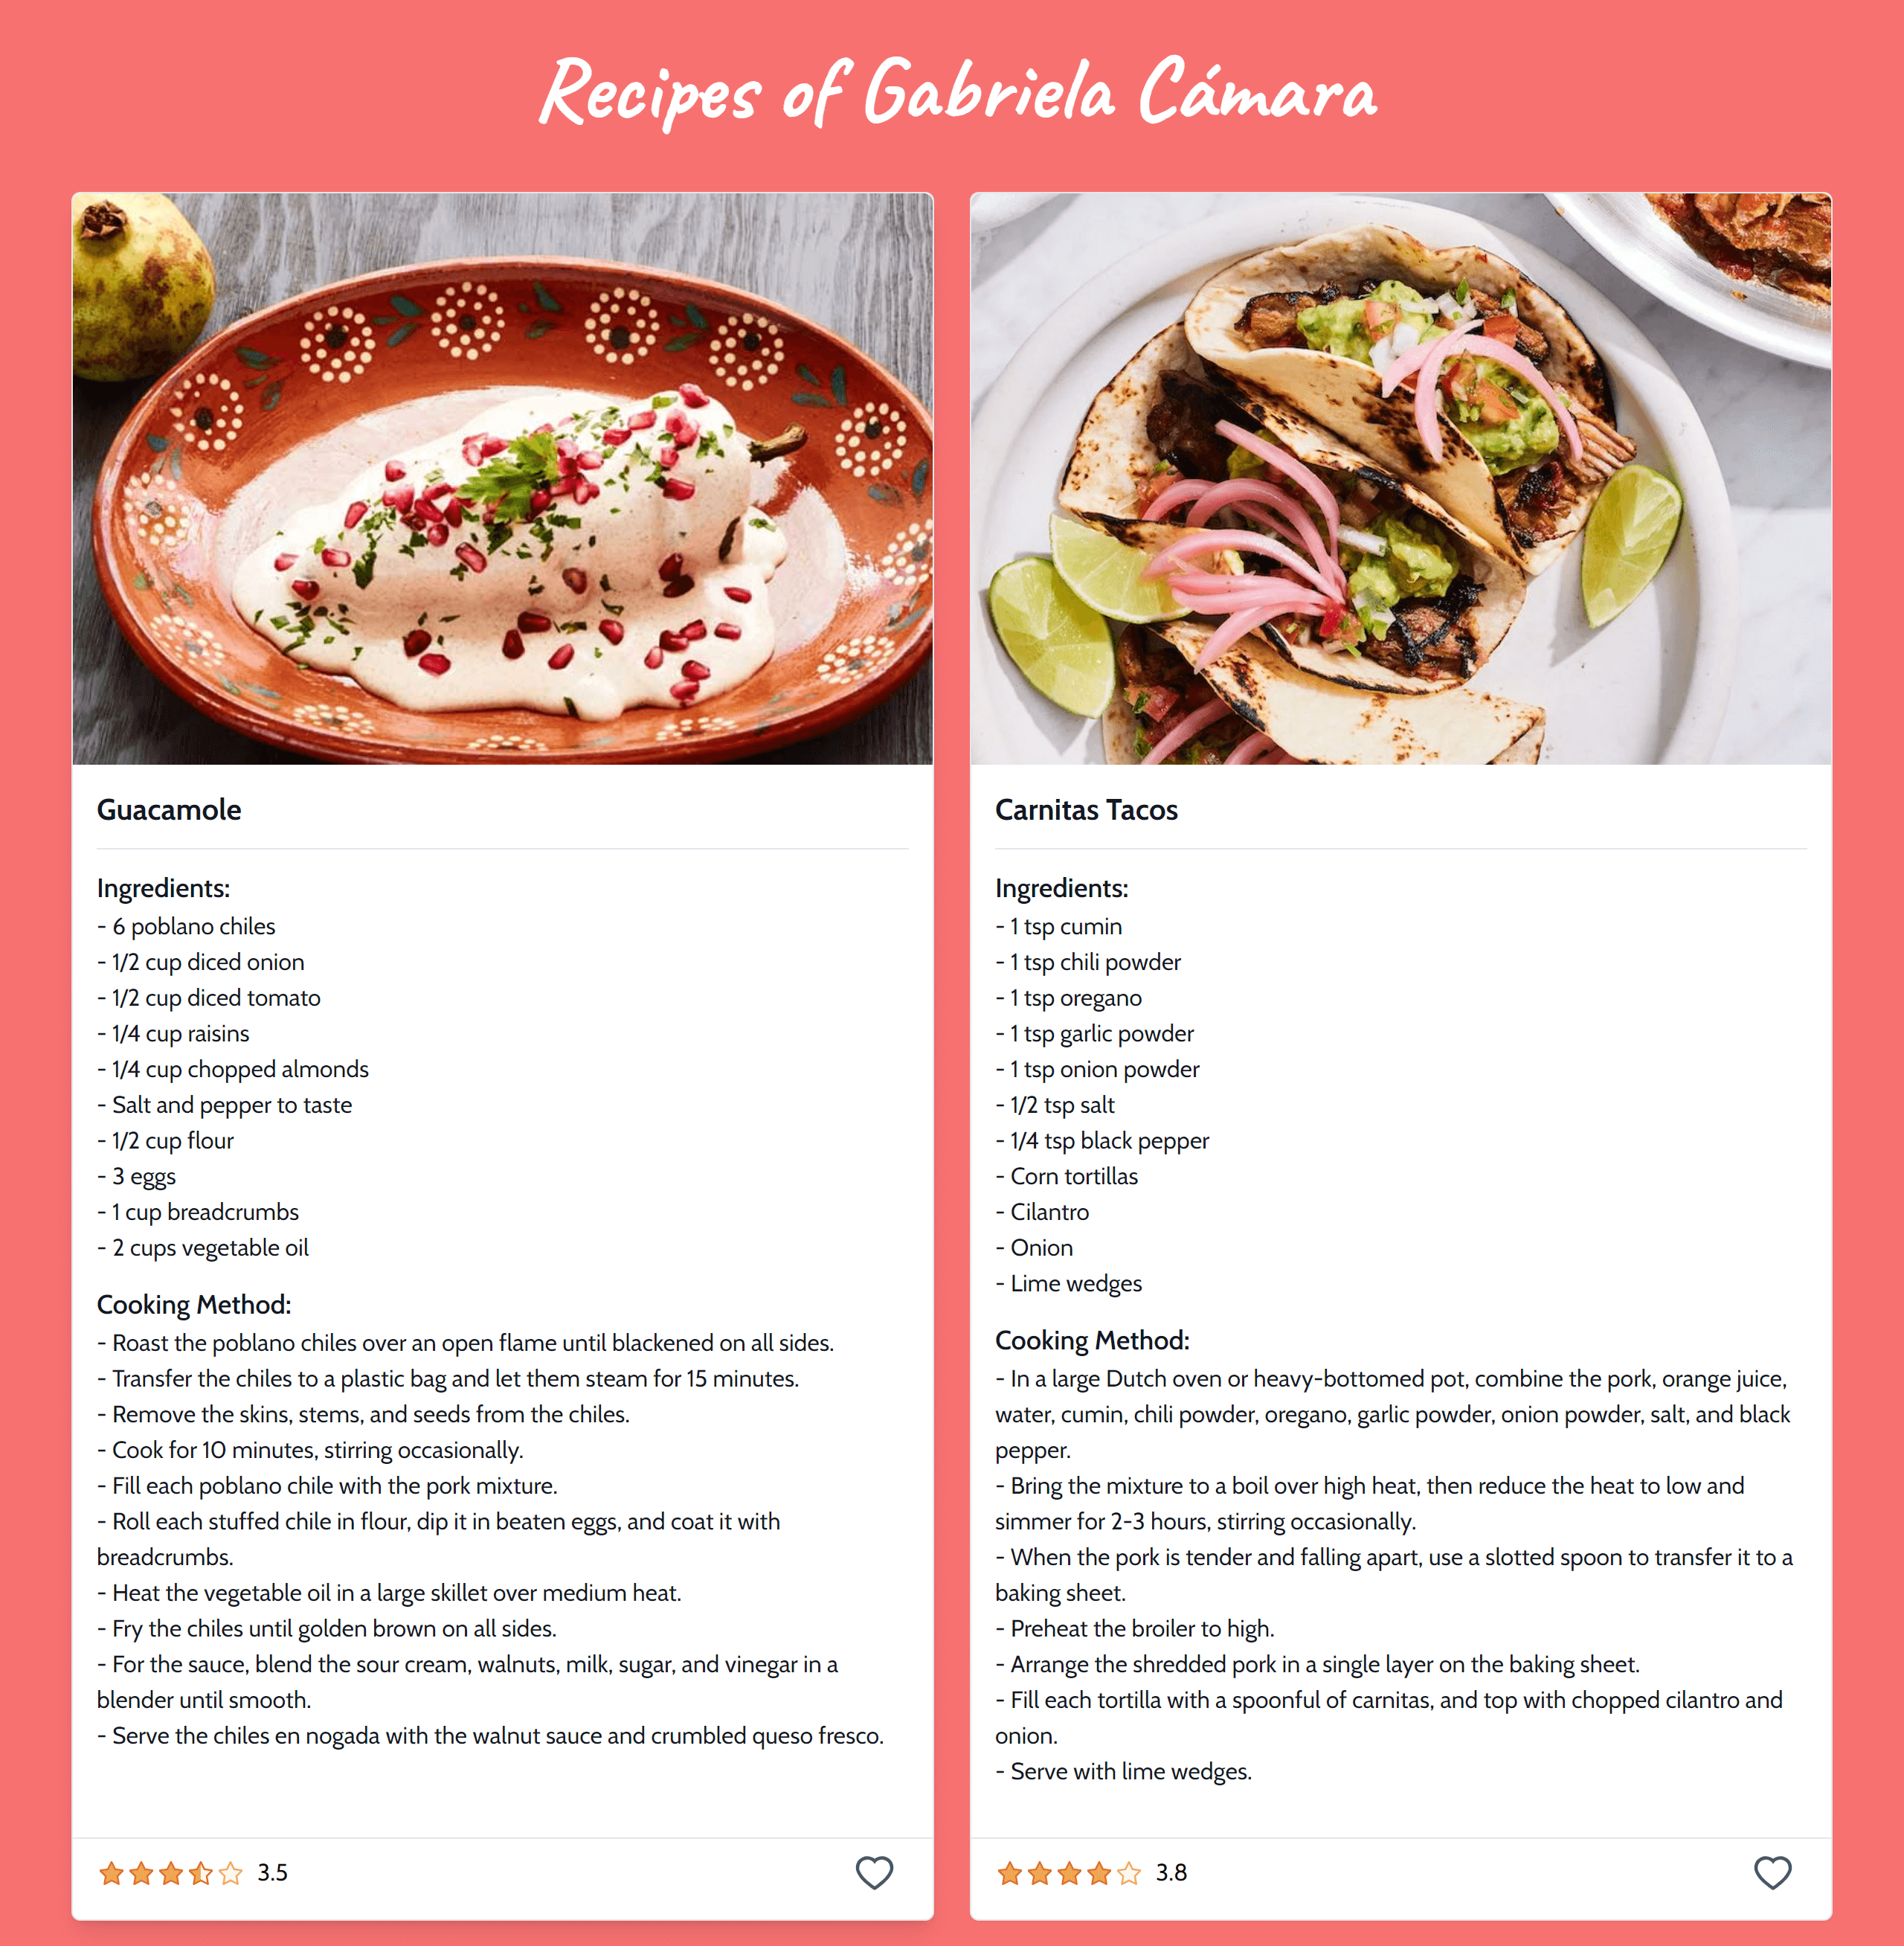 Recipes of Gabriela Cámara
Guacamole
Ingredients:
- 6 poblano chiles
- 1/2 cup diced onion
- 1/2 cup diced tomato
- 1/4 cup raisins
- 1/4 cup chopped almonds
- Salt and pepper to taste
- 1/2 cup flour
- 3 eggs
- 1 cup breadcrumbs
- 2 cups vegetable oil
Cooking Method:
- Roast the poblano chiles over an open flame until blackened on all sides.
- Transfer the chiles to a plastic bag and let them steam for 15 minutes.
- Remove the skins, stems, and seeds from the chiles.
- Cook for 10 minutes, stirring occasionally.
- Fill each poblano chile with the pork mixture.
- Roll each stuffed chile in flour, dip it in beaten eggs, and coat it with
breadcrumbs.
- Heat the vegetable oil in a large skillet over medium heat.
- Fry the chiles until golden brown on all sides.
- For the sauce, blend the sour cream, walnuts, milk, sugar, and vinegar in a
blender until smooth.
- Serve the chiles en nogada with the walnut sauce and crumbled queso fresco.
3.5
Carnitas Tacos
Ingredients:
- 1 tsp cumin
- 1 tsp chili powder
- 1 tsp oregano
- 1 tsp garlic powder
- 1 tsp onion powder
- 1/2 tsp salt
- 1/4 tsp black pepper
- Corn tortillas
- Cilantro
- Onion
- Lime wedges
Cooking Method:
- In a large Dutch oven or heavy-bottomed pot, combine the pork, orange juice,
water, cumin, chili powder, oregano, garlic powder, onion powder, salt, and black
pepper.
- Bring the mixture to a boil over high heat, then reduce the heat to low and
simmer for 2-3 hours, stirring occasionally.
- When the pork is tender and falling apart, use a slotted spoon to transfer it to a
baking sheet.
- Preheat the broiler to high.
- Arrange the shredded pork in a single layer on the baking sheet.
- Fill each tortilla with a spoonful of carnitas, and top with chopped cilantro and
onion.
- Serve with lime wedges.
3.8